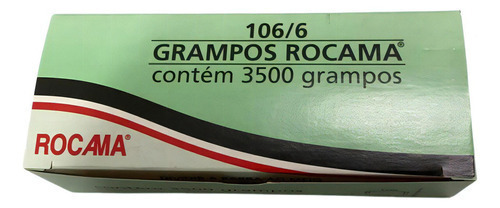 106/6
GRAMPOS ROCAMA®
contém 3500 grampos
ROCAMA®